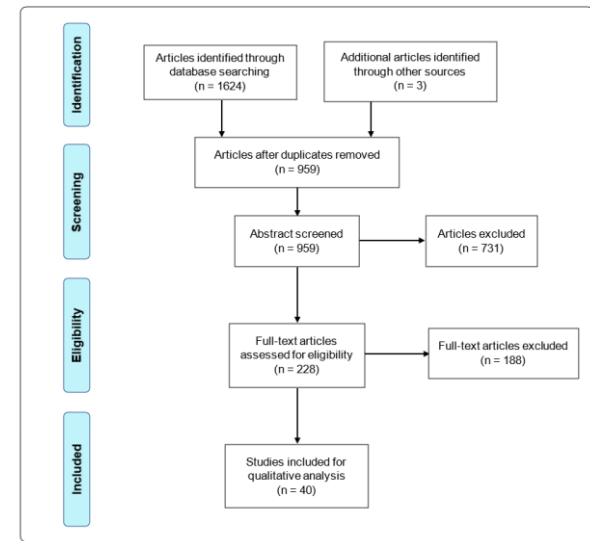 Identification
Articles identified through
database searching
(n = 1624)
Additional articles identified
through other sources
(n = 3)
Screening
Articles after duplicates removed
(n = 959)
Abstract screened
(n = 959)
Articles excluded
(n = 731)
Eligibility
Full-text articles
assessed for eligibility
(n = 228)
Full-text articles excluded
(n = 188)
Included
Studies included for
qualitative analysis
(n = 40)